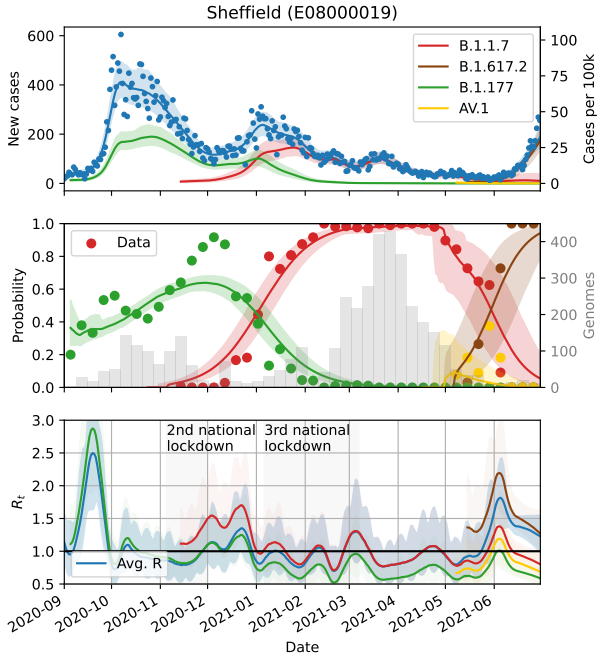 Sheffield (E08000019)
600
400
200
0
New cases
100
75
50
25
0
Cases per 100k
B.1.1.7
B.1.617.2
B.1.177
AV.1
1.0
0.8
0.6
0.4
0.2
0.0
Probability
Data
400
300
200
100
0
Genomes
3.0
2.5
2.0
1.5
1.0
0.5
Rt
2nd national
lockdown
3rd national
lockdown
Avg. R
2020-09
2020-10
2020-11
2020-12
2021-01
2021-02
2021-03
2021-04
2021-05
2021-06
Date